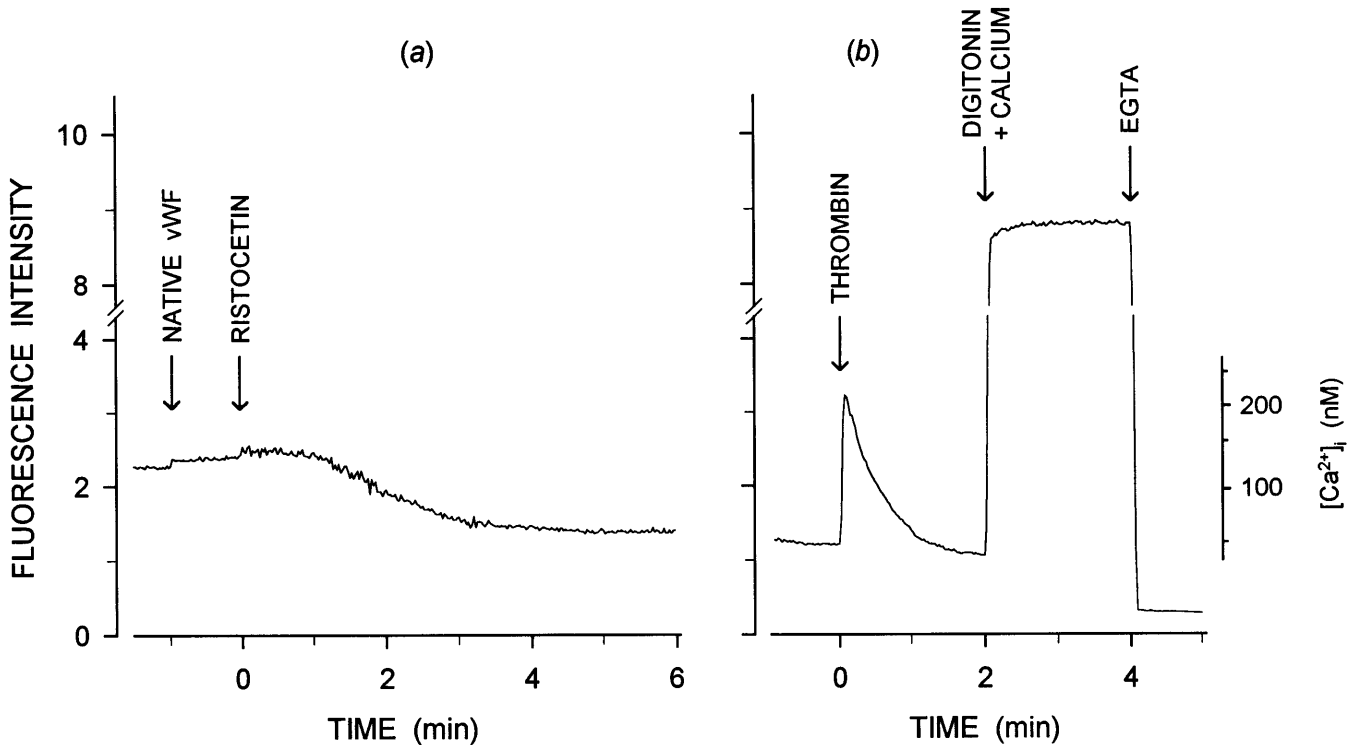 (a)
(b)
FLUORESCENCE INTENSITY
10
8
4
2
0
NATIVE vWF
RISTOCETIN
0
2
4
6
TIME (min)
THROMBIN
DIGITONIN
+ CALCIUM
EGTA
0
2
4
TIME (min)
200
100
[Ca²⁺]ᵢ (nM)